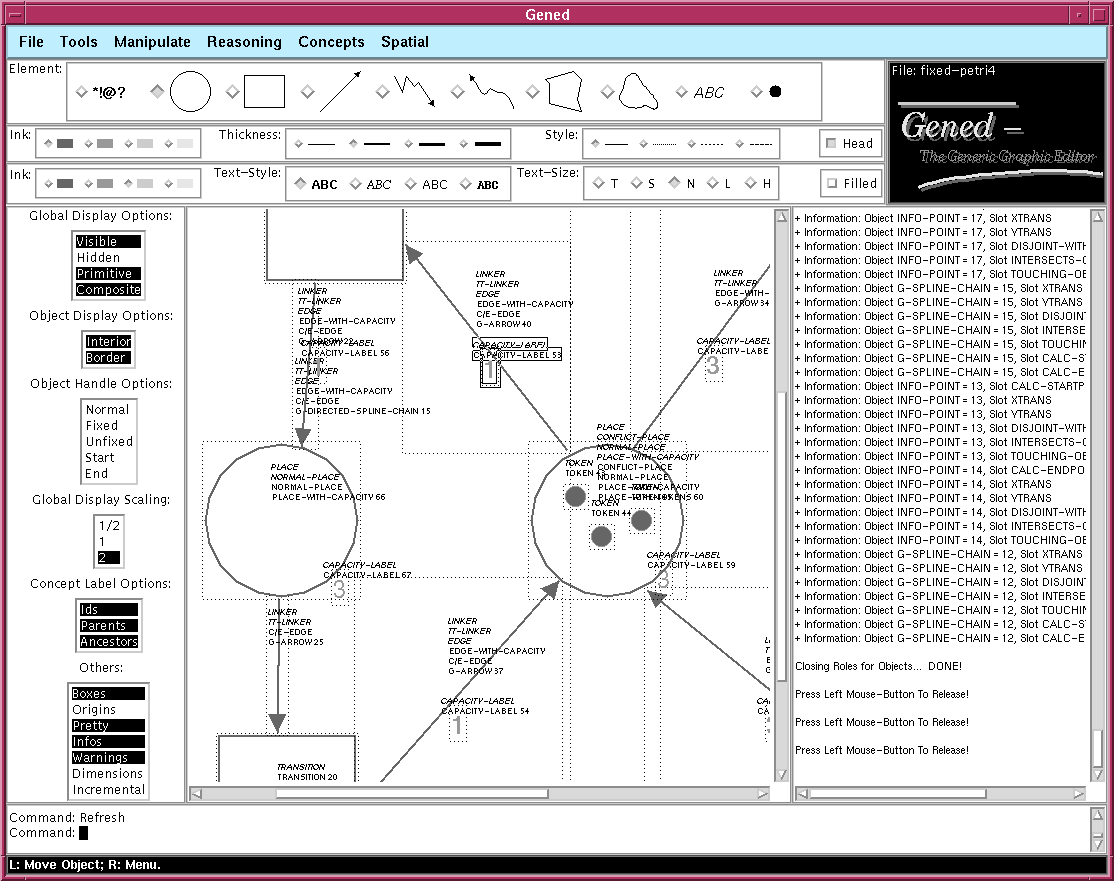 Gened
File Tools Manipulate Reasoning Concepts Spatial
Element: *!@? ABC
File: fixed-petri4
Gened –
The Generic Graphic Editor
Ink: Thickness: Style: Head
Ink: Text-Style: ABC ABC ABC ABC Text-Size: T S N L H Filled
Global Display Options:
Visible
Hidden
Primitive
Composite
Object Display Options:
Interior
Border
Object Handle Options:
Normal
Fixed
Unfixed
Start
End
Global Display Scaling:
1/2
1
2
Concept Label Options:
Ids
Parents
Ancestors
Others:
Boxes
Origins
Pretty
Infos
Warnings
Dimensions
Incremental
LINKER
TT-LINKER
EDGE
EDGE-WITH-CAPACITY
C/E-EDGE
CAPACITY-LABEL
CAPACITY-LABEL 56
LINKER
TT-LINKER
EDGE
EDGE-WITH-CAPACITY
C/E-EDGE
G-DIRECTED-SPLINE-CHAIN 15
LINKER
TT-LINKER
EDGE
EDGE-WITH-CAPACITY
C/E-EDGE
G-ARROW 40
CAPACITY-LABEL 53
1
LINKER
TT-LINKER
EDGE
EDGE-WITH-
C/E-EDGE
G-ARROW 34
CAPACITY-LABEL
CAPACITY-LABE
3
PLACE
NORMAL-PLACE
NORMAL-PLACE
PLACE-WITH-CAPACITY 66
CAPACITY-LABEL
CAPACITY-LABEL 67
3
PLACE
CONFLICT-PLACE
NORMAL-PLACE
PLACE-WITH-CAPACITY
CONFLICT-PLACE
NORMAL-PLACE
TOKEN
TOKEN
TOKEN
TOKEN 44
CAPACITY-LABEL
CAPACITY-LABEL 59
3
LINKER
TT-LINKER
C/E-EDGE
G-ARROW 25
LINKER
TT-LINKER
EDGE
EDGE-WITH-CAPACITY
C/E-EDGE
G-ARROW 37
CAPACITY-LABEL
CAPACITY-LABEL 54
1
TRANSITION
TRANSITION 20
+ Information: Object INFO-POINT = 17, Slot XTRANS
+ Information: Object INFO-POINT = 17, Slot YTRANS
+ Information: Object INFO-POINT = 17, Slot DISJOINT-WITH
+ Information: Object INFO-POINT = 17, Slot INTERSECTS-O
+ Information: Object INFO-POINT = 17, Slot TOUCHING-OB
+ Information: Object G-SPLINE-CHAIN = 15, Slot XTRANS
+ Information: Object G-SPLINE-CHAIN = 15, Slot YTRANS
+ Information: Object G-SPLINE-CHAIN = 15, Slot DISJOIN
+ Information: Object G-SPLINE-CHAIN = 15, Slot INTERSE
+ Information: Object G-SPLINE-CHAIN = 15, Slot TOUCHIN
+ Information: Object G-SPLINE-CHAIN = 15, Slot CALC-S
+ Information: Object G-SPLINE-CHAIN = 15, Slot CALC-E
+ Information: Object INFO-POINT = 13, Slot CALC-STARTP
+ Information: Object INFO-POINT = 13, Slot XTRANS
+ Information: Object INFO-POINT = 13, Slot YTRANS
+ Information: Object INFO-POINT = 13, Slot DISJOINT-WITH
+ Information: Object INFO-POINT = 13, Slot INTERSECTS-O
+ Information: Object INFO-POINT = 13, Slot TOUCHING-OB
+ Information: Object INFO-POINT = 14, Slot CALC-ENDPO
+ Information: Object INFO-POINT = 14, Slot XTRANS
+ Information: Object INFO-POINT = 14, Slot YTRANS
+ Information: Object INFO-POINT = 14, Slot DISJOINT-WITH
+ Information: Object INFO-POINT = 14, Slot INTERSECTS-O
+ Information: Object INFO-POINT = 14, Slot TOUCHING-OB
+ Information: Object G-SPLINE-CHAIN = 12, Slot XTRANS
+ Information: Object G-SPLINE-CHAIN = 12, Slot YTRANS
+ Information: Object G-SPLINE-CHAIN = 12, Slot DISJOIN
+ Information: Object G-SPLINE-CHAIN = 12, Slot INTERSE
+ Information: Object G-SPLINE-CHAIN = 12, Slot TOUCHIN
+ Information: Object G-SPLINE-CHAIN = 12, Slot CALC-S
+ Information: Object G-SPLINE-CHAIN = 12, Slot CALC-E
Closing Roles for Objects... DONE!
Press Left Mouse-Button To Release!
Press Left Mouse-Button To Release!
Press Left Mouse-Button To Release!
Command: Refresh
Command:
L: Move Object; R: Menu.